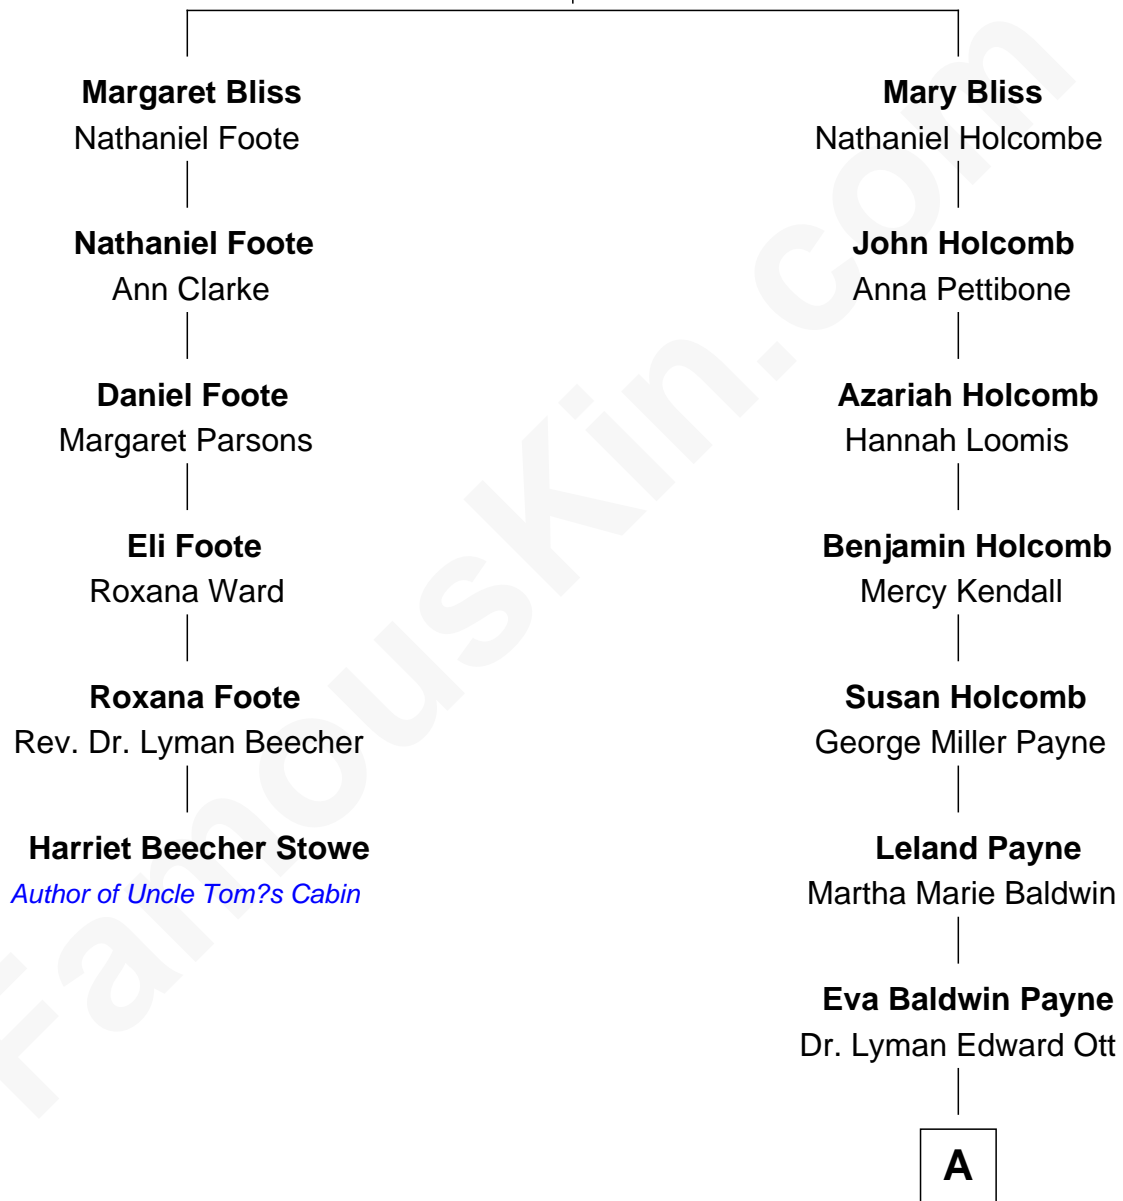 Margaret Bliss
Nathaniel Foote
Nathaniel Foote
Ann Clarke
Daniel Foote
Margaret Parsons
Eli Foote
Roxana Ward
Roxana Foote
Rev. Dr. Lyman Beecher
Harriet Beecher Stowe
Author of Uncle Tom?s Cabin
Mary Bliss
Nathaniel Holcombe
John Holcomb
Anna Pettibone
Azariah Holcomb
Hannah Loomis
Benjamin Holcomb
Mercy Kendall
Susan Holcomb
George Miller Payne
Leland Payne
Martha Marie Baldwin
Eva Baldwin Payne
Dr. Lyman Edward Ott
A
FamousKin.com